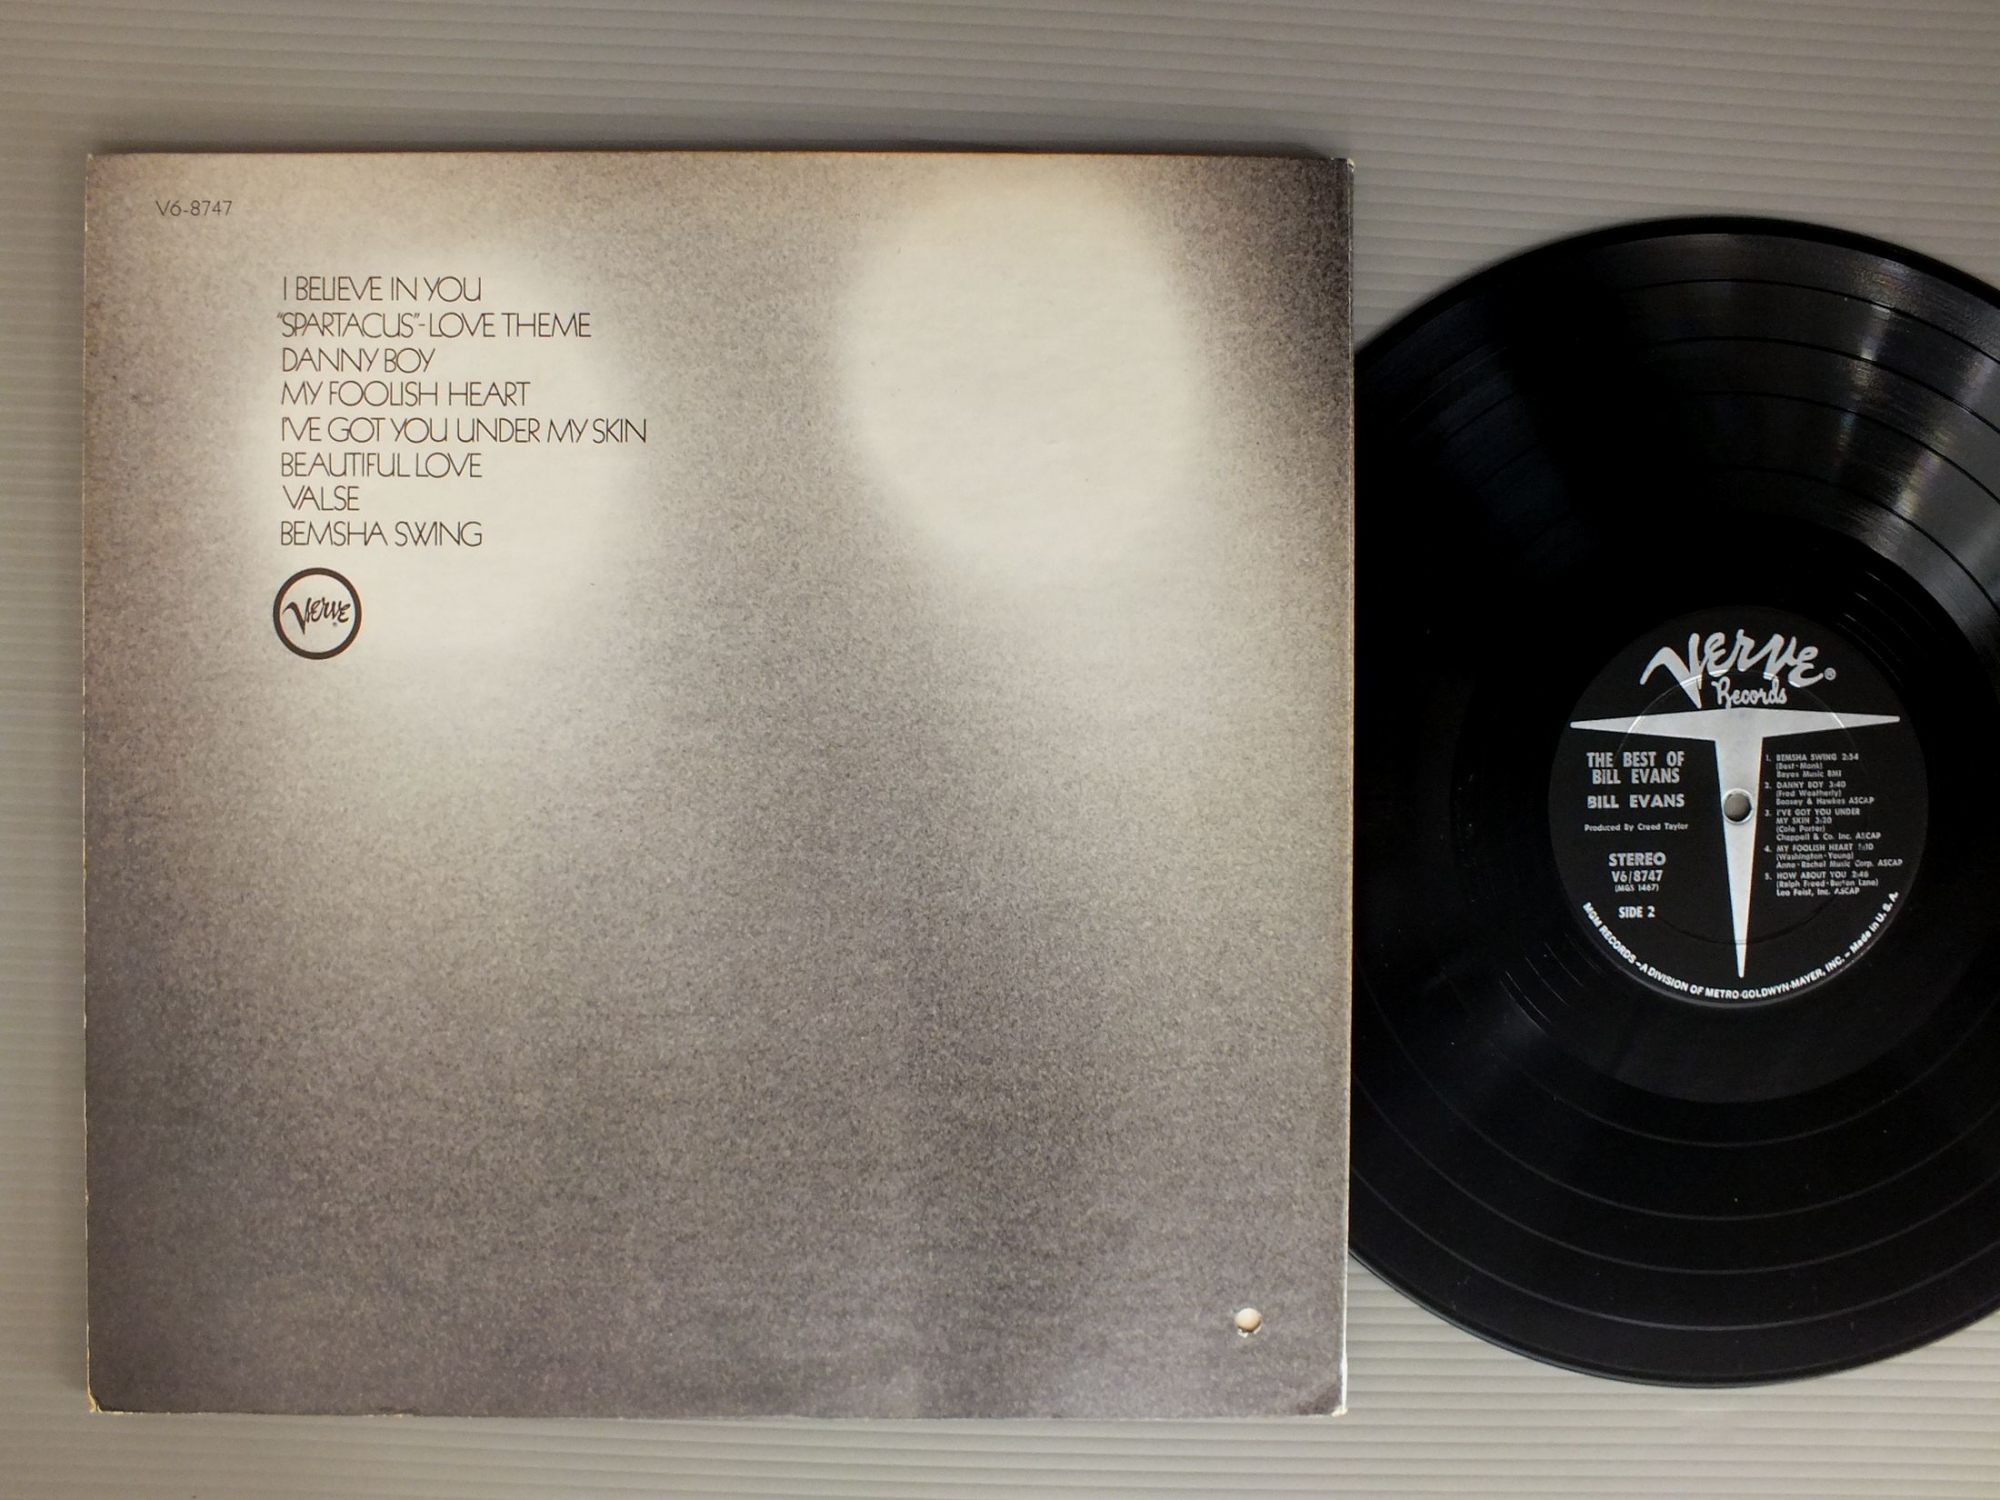 V6-8747
I BELIEVE IN YOU
"SPARTACUS"-LOVE THEME
DANNY BOY
MY FOOLISH HEART
I'VE GOT YOU UNDER MY SKIN
BEAUTIFUL LOVE
VALSE
BEMSHA SWING
Verve
Verve®
Records
THE BEST OF
BILL EVANS
BILL EVANS
Produced By Creed Taylor
STEREO
V6/8747
(MGS 1467)
SIDE 2
1. BEMSHA SWING 2:54
(Best-Monk)
Bayes Music BMI
2. DANNY BOY 3:40
(Fred Weatherly)
Boosey & Hawkes ASCAP
3. I'VE GOT YOU UNDER
MY SKIN 3:20
(Cole Porter)
Chappell & Co. Inc. ASCAP
4. MY FOOLISH HEART
(Washington-Young)
Anne-Rachel Music Corp. ASCAP
5. HOW ABOUT YOU 2:46
(Ralph Freed-Burton Lane)
Leo Feist, Inc. ASCAP
MGM RECORDS - A DIVISION OF METRO-GOLDWYN-MAYER, INC. - Made in U. S. A.